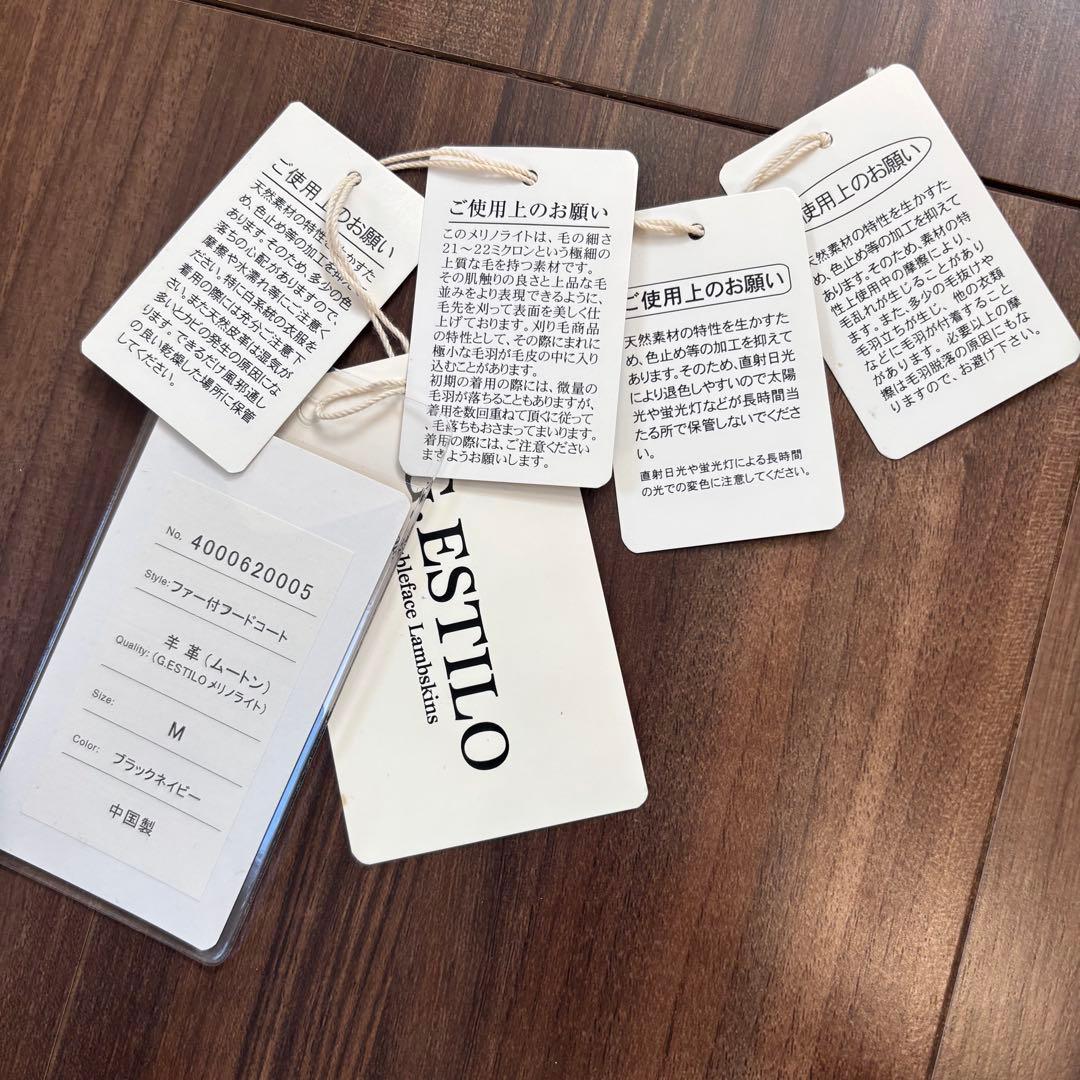 ご使用上のお願い
天然素材の特性を生かすた
め、色止め等の加工を抑えて
あります。そのため、多少の色
落ちの心配がありますので、
摩擦や水濡れ等にご注意く
ださい。特に白系統の衣服を
着用の際には充分ご注意下
さい。また天然皮革は湿気が
多いとカビの発生の原因にな
ります。できるだけ風邪通し
の良い乾燥した場所に保管
してください。
ご使用上のお願い
このメリノライトは、毛の細さ
21～22ミクロンという極細の
上質な毛を持つ素材です。
その肌触りの良さと上品な毛
並みをより表現できるように、
毛先を刈って表面を美しく仕
上げております。刈り毛商品
の特性として、その際にまれに
極小な毛羽が毛皮の中に入り
込むことがあります。
初期の着用の際には、微量の
毛羽が落ちることもありますが、
着用を数回重ねて頂くに従って
、毛落ちもおさまってまいります。
着用の際には、ご注意ください
ますようお願いします。
ご使用上のお願い
天然素材の特性を生かすた
め、色止め等の加工を抑えて
あります。そのため、直射日光
により退色しやすいので太陽
光や蛍光灯などが長時間当
たる所で保管しないでくださ
い。
直射日光や蛍光灯による長時間
の光での変色に注意してください。
使用上のお願い
天然素材の特性を生かすた
め、色止め等の加工を抑えて
あります。そのため、素材の特
性上使用中の摩擦により、
毛乱れが生じることがあり
ます。また、多少の毛抜けや
毛羽立ちが生じ、他の衣類
などに毛羽が付着すること
があります。必要以上の摩
擦は毛羽脱落の原因にもな
りますので、お避け下さい。
No. 4000620005
Style: ファー付フードコート
羊革(ムートン)
Quality: (G.ESTILOメリノライト)
Size: M
Color: ブラックネイビー
中国製
G.ESTILO
bleface Lambskins